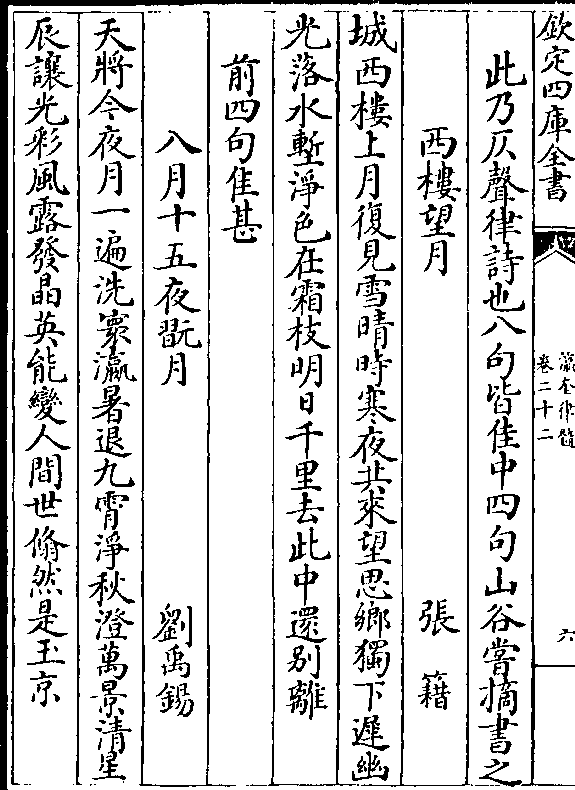 欽定四庫全書
瀛奎律髓
卷二十二
六
此乃仄聲律詩也八句皆佳中四句山谷嘗摘書之
西樓望月 張籍
城西樓上月復見雪晴時寒夜共來望思鄉獨下遲幽
光落水塹淨色在霜枝明日千里去此中還别離
前四句佳甚
八月十五夜翫月 劉禹錫
天將今夜月一遍洗寰瀛暑退九霄淨秋澄萬景清星
辰讓光彩風露發晶英能變人間世翛然是玉京